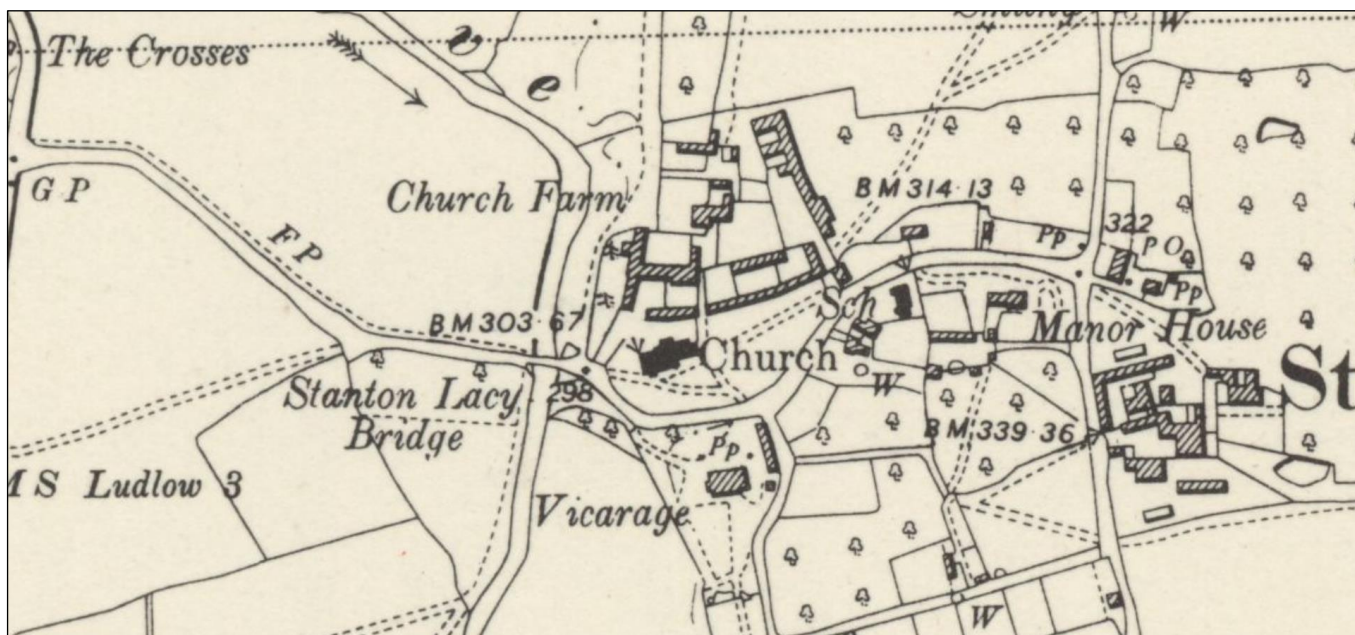 W
The Crosses
e
G P
Church Farm
B M 314·13
F P
322
P O
Pp
Pp
B M 303·67
Sch
Manor House
Church
St
Stanton Lacy
Bridge
298
W
B M 339·36
Pp
M S Ludlow 3
Vicarage
W